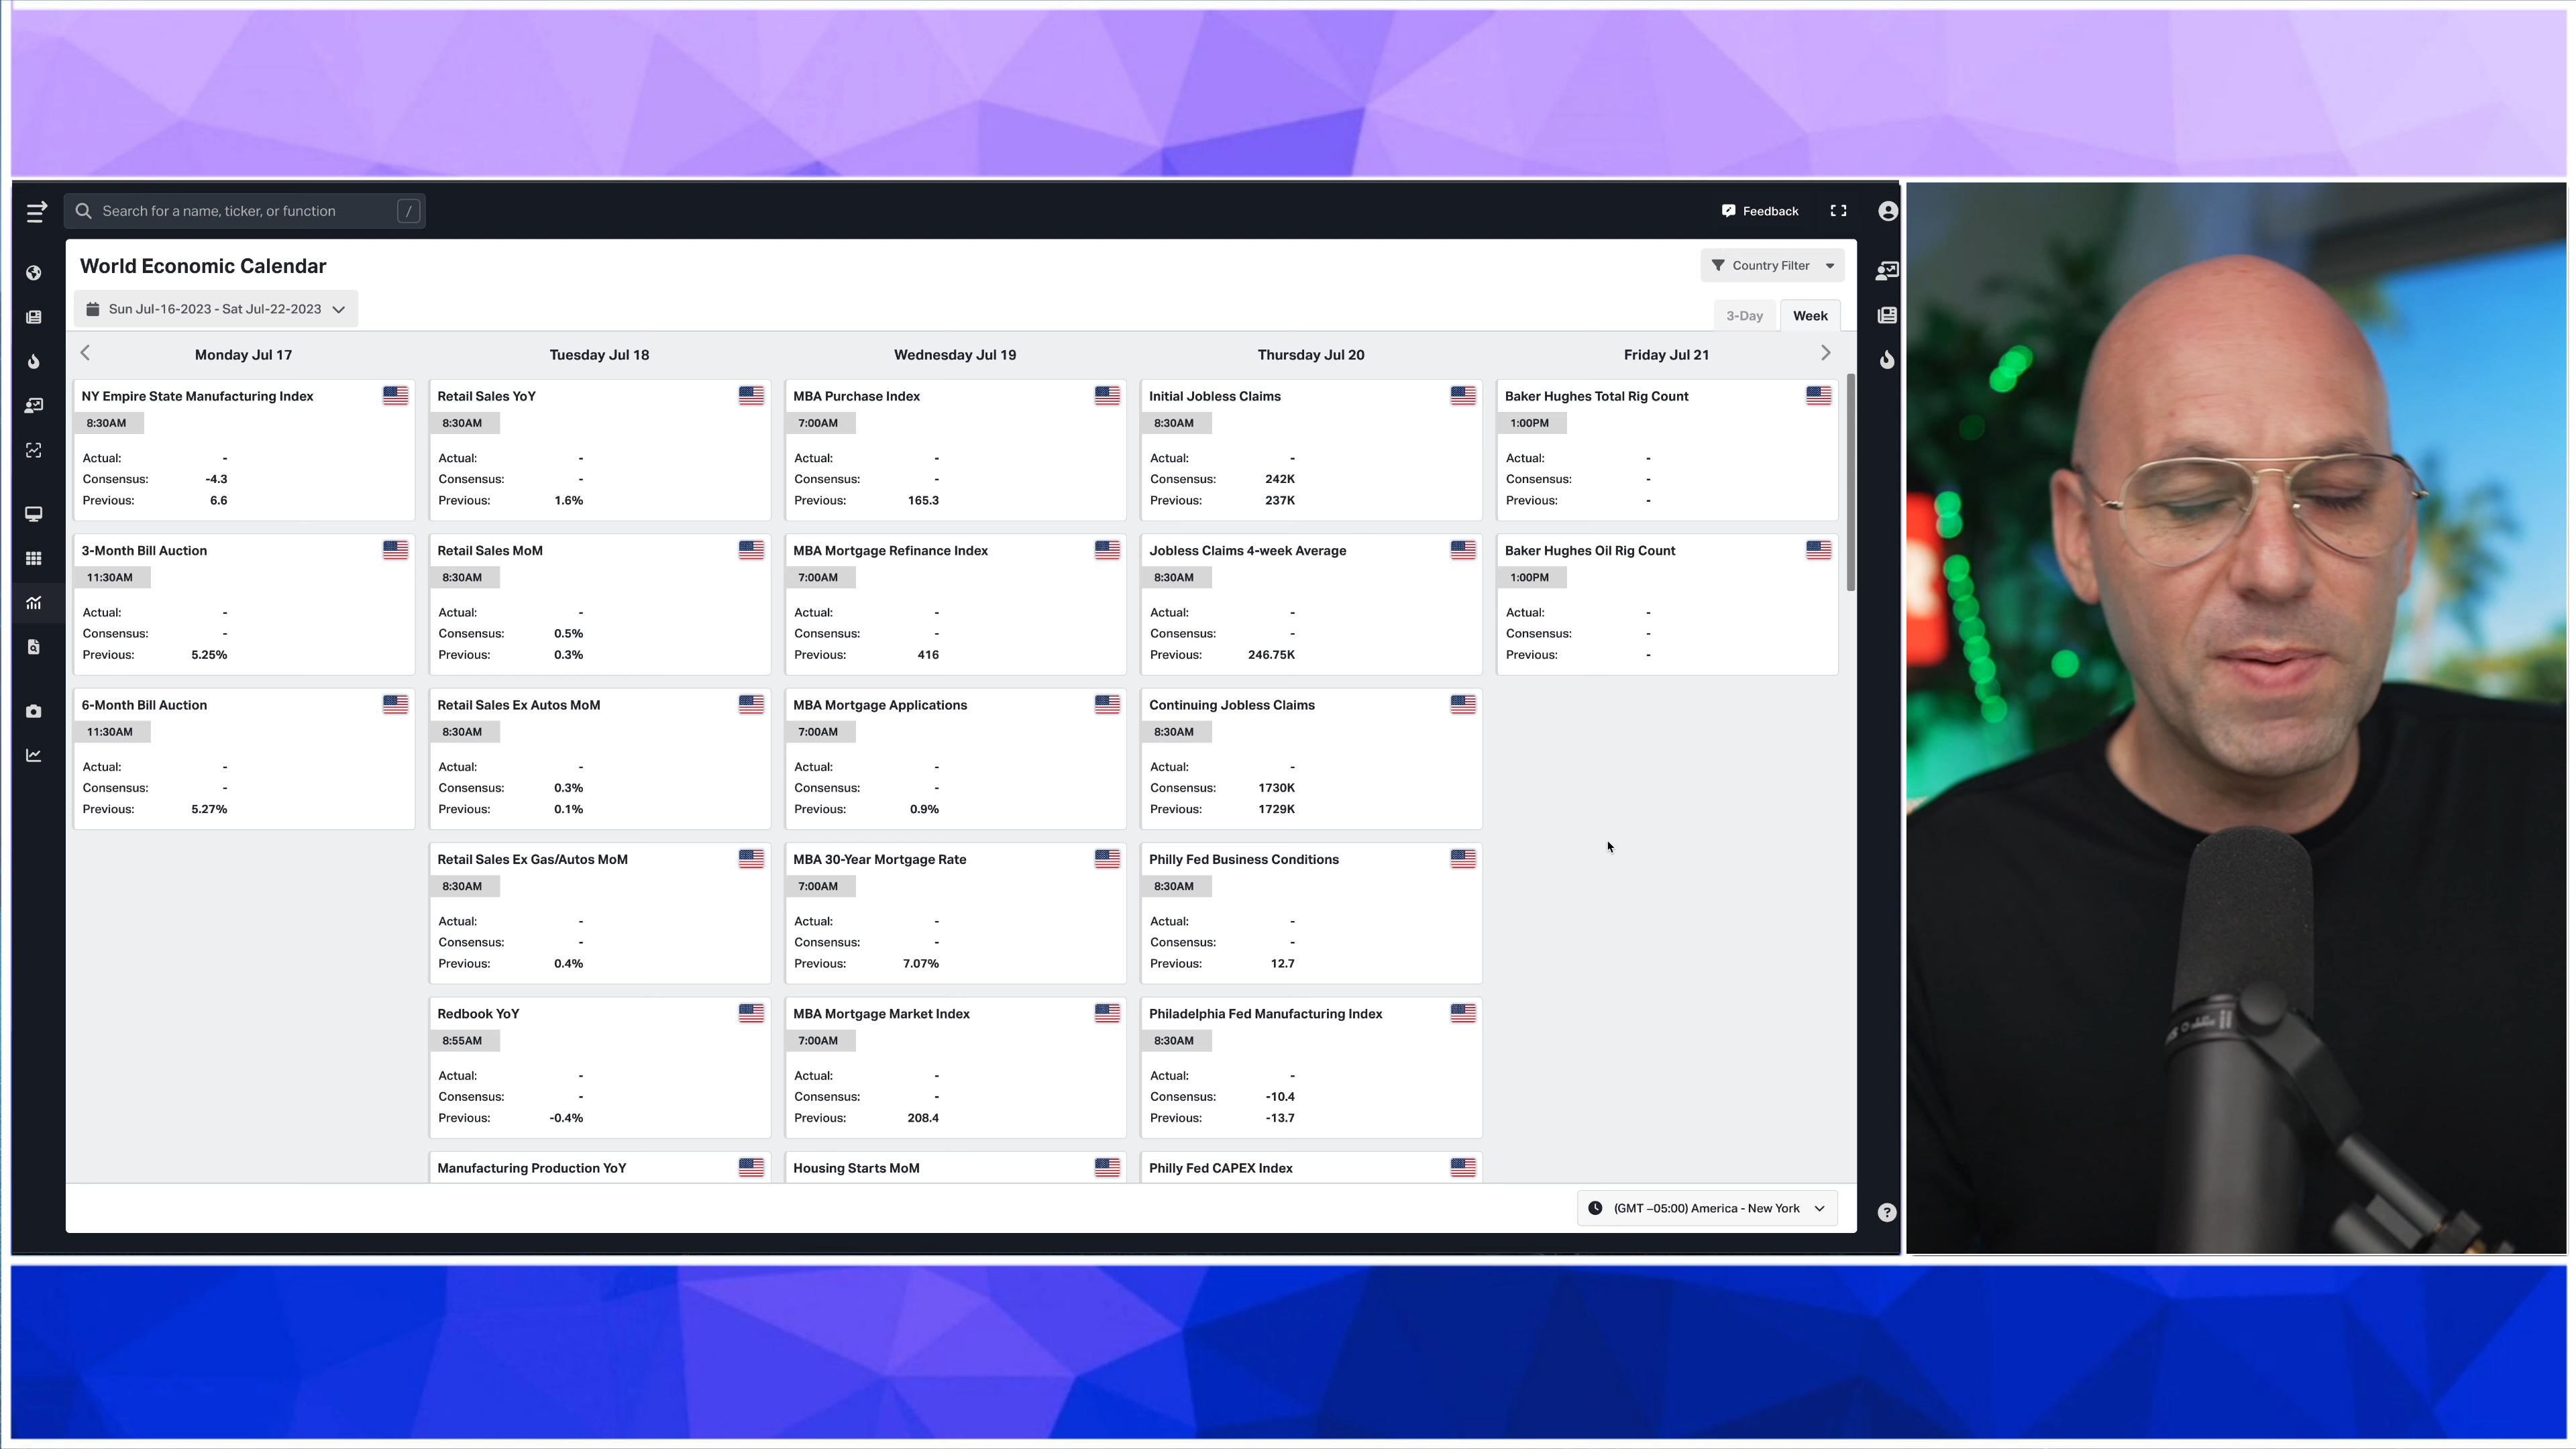 Search for a name, ticker, or function
/
Feedback
World Economic Calendar
Country Filter
Sun Jul-16-2023 - Sat Jul-22-2023
3-Day
Week
Monday Jul 17
Tuesday Jul 18
Wednesday Jul 19
Thursday Jul 20
Friday Jul 21
NY Empire State Manufacturing Index
8:30AM
Actual: -
Consensus: -4.3
Previous: 6.6
3-Month Bill Auction
11:30AM
Actual: -
Consensus: -
Previous: 5.25%
6-Month Bill Auction
11:30AM
Actual: -
Consensus: -
Previous: 5.27%
Retail Sales YoY
8:30AM
Actual: -
Consensus: -
Previous: 1.6%
Retail Sales MoM
8:30AM
Actual: -
Consensus: 0.5%
Previous: 0.3%
Retail Sales Ex Autos MoM
8:30AM
Actual: -
Consensus: 0.3%
Previous: 0.1%
Retail Sales Ex Gas/Autos MoM
8:30AM
Actual: -
Consensus: -
Previous: 0.4%
Redbook YoY
8:55AM
Actual: -
Consensus: -
Previous: -0.4%
Manufacturing Production YoY
MBA Purchase Index
7:00AM
Actual: -
Consensus: -
Previous: 165.3
MBA Mortgage Refinance Index
7:00AM
Actual: -
Consensus: -
Previous: 416
MBA Mortgage Applications
7:00AM
Actual: -
Consensus: -
Previous: 0.9%
MBA 30-Year Mortgage Rate
7:00AM
Actual: -
Consensus: -
Previous: 7.07%
MBA Mortgage Market Index
7:00AM
Actual: -
Consensus: -
Previous: 208.4
Housing Starts MoM
Initial Jobless Claims
8:30AM
Actual: -
Consensus: 242K
Previous: 237K
Jobless Claims 4-week Average
8:30AM
Actual: -
Consensus: -
Previous: 246.75K
Continuing Jobless Claims
8:30AM
Actual: -
Consensus: 1730K
Previous: 1729K
Philly Fed Business Conditions
8:30AM
Actual: -
Consensus: -
Previous: 12.7
Philadelphia Fed Manufacturing Index
8:30AM
Actual: -
Consensus: -10.4
Previous: -13.7
Philly Fed CAPEX Index
Baker Hughes Total Rig Count
1:00PM
Actual: -
Consensus: -
Previous: -
Baker Hughes Oil Rig Count
1:00PM
Actual: -
Consensus: -
Previous: -
(GMT −05:00) America - New York
?